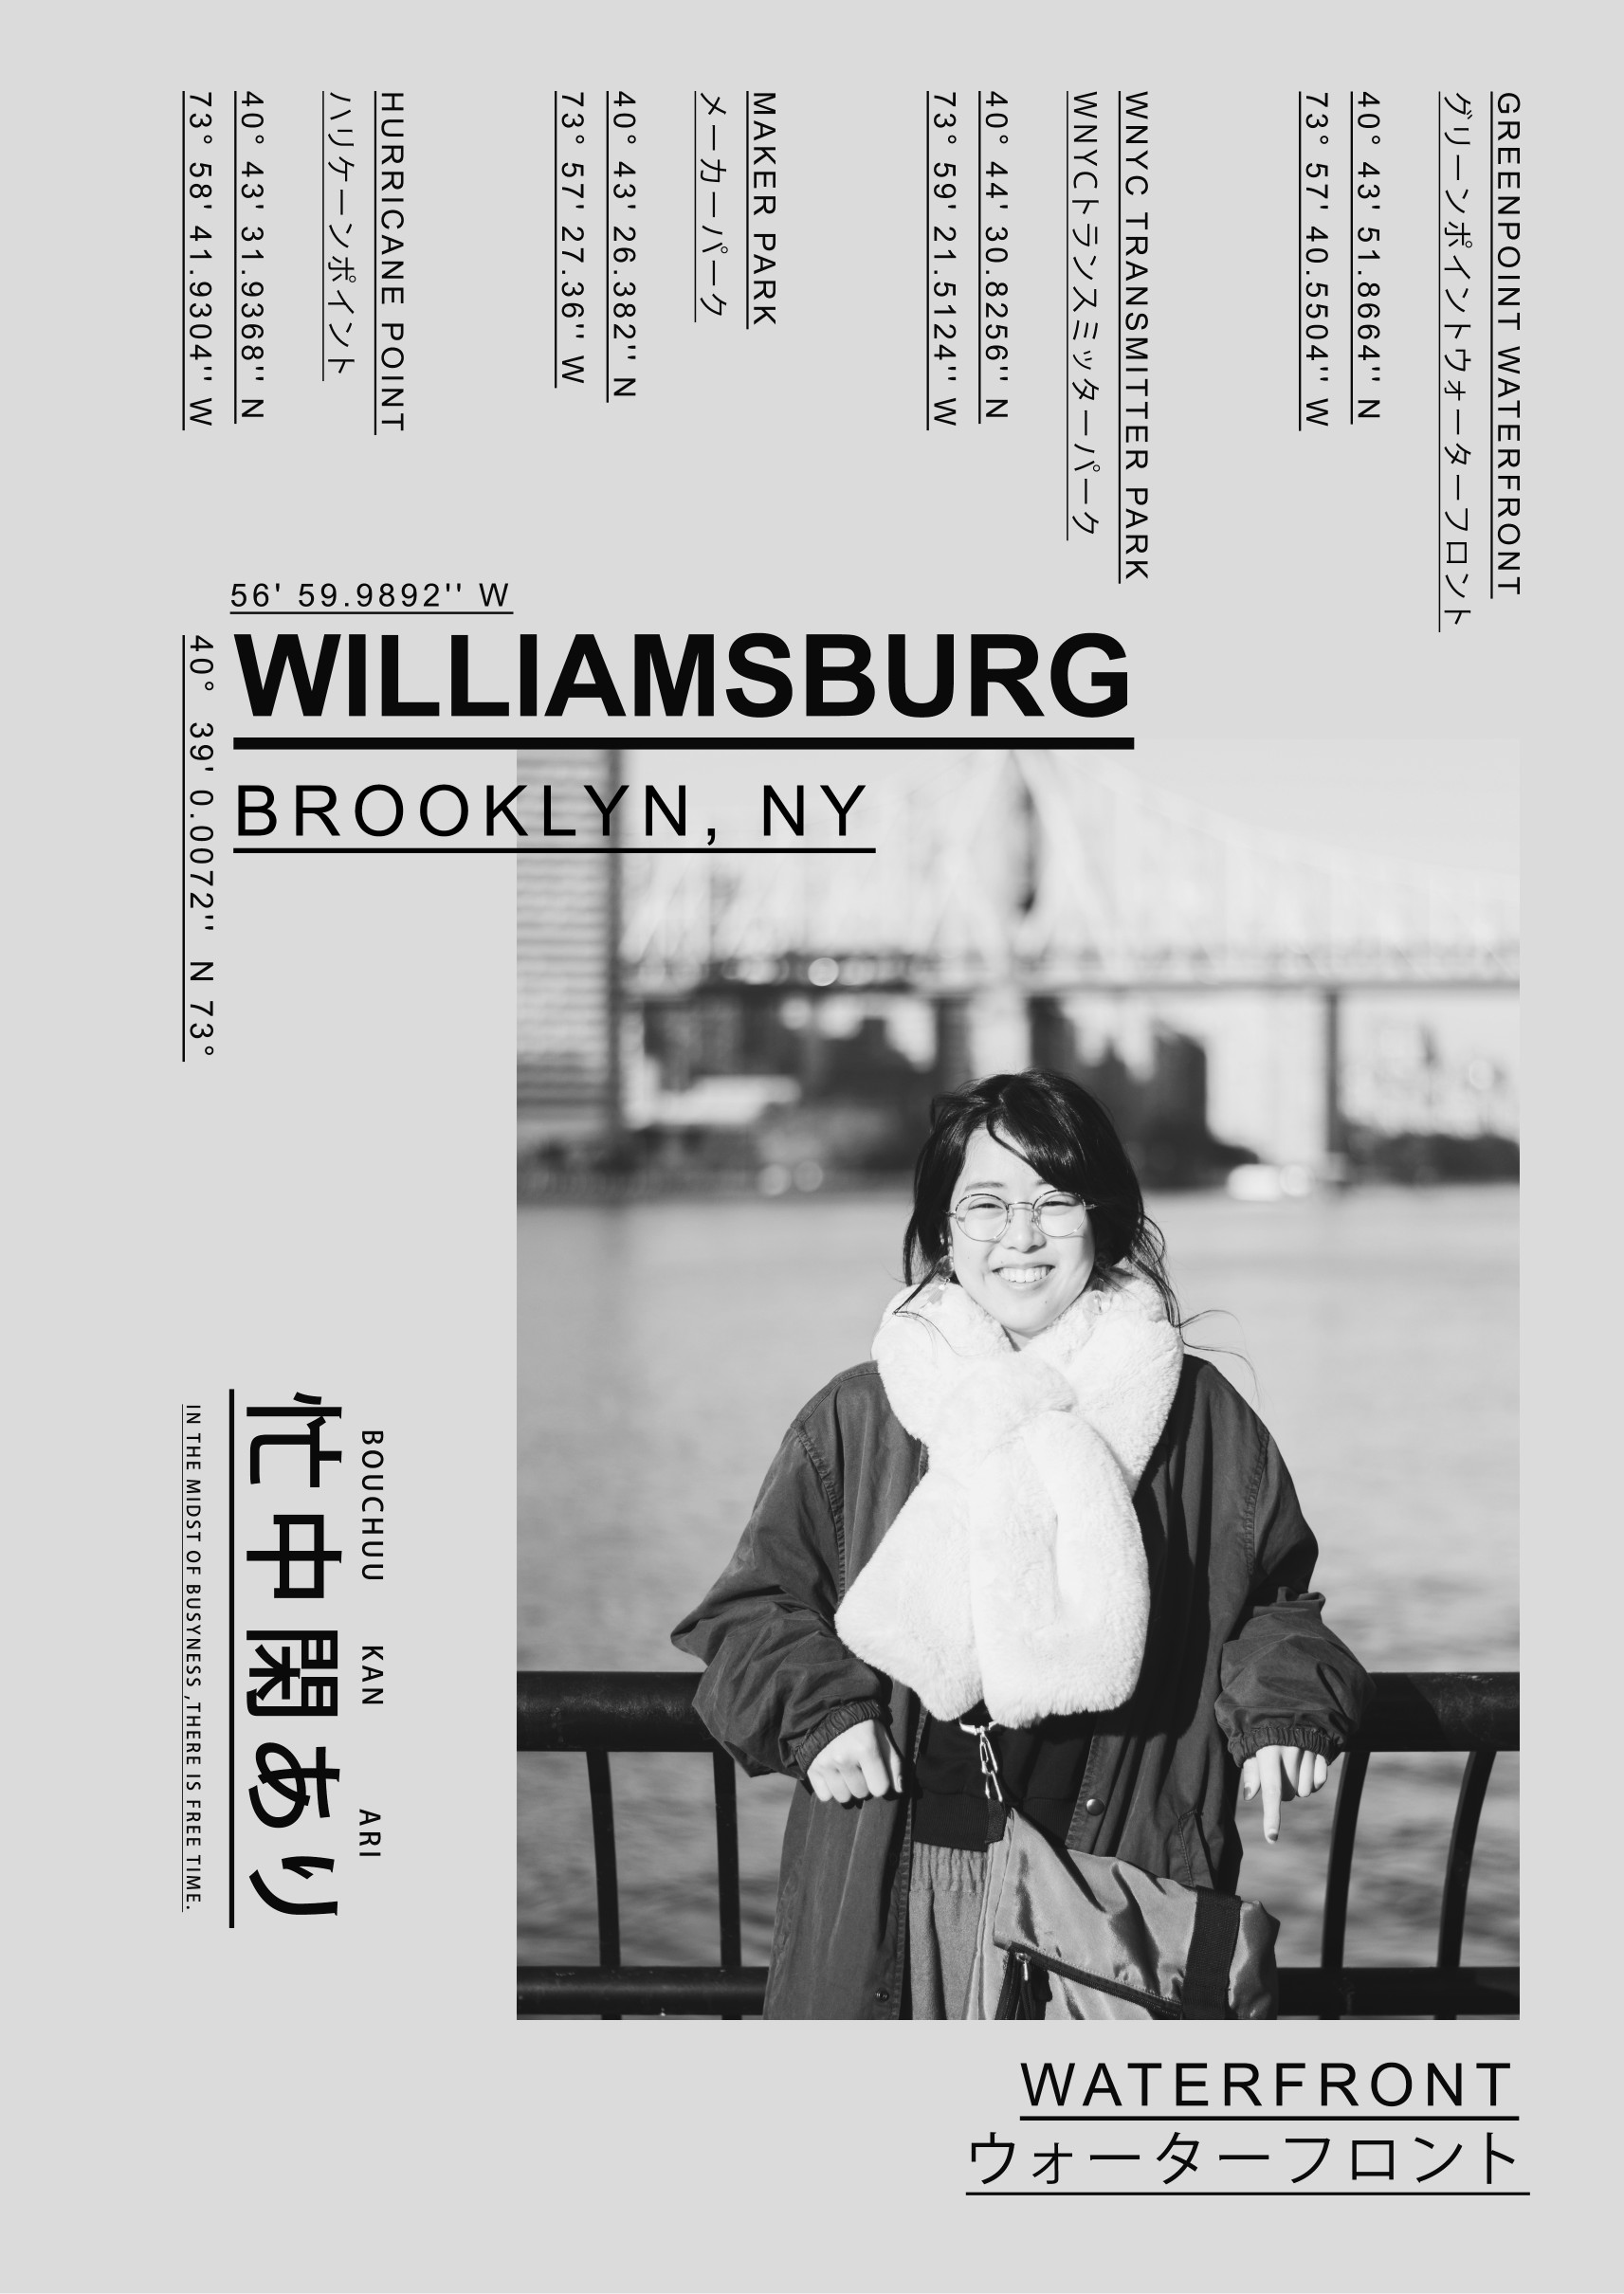 GREENPOINT WATERFRONT
グリーンポイントウォーターフロント
40° 43' 51.8664'' N
73° 57' 40.5504'' W
WNYC TRANSMITTER PARK
WNYCトランスミッターパーク
40° 44' 30.8256'' N
73° 59' 21.5124'' W
MAKER PARK
メーカーパーク
40° 43' 26.382'' N
73° 57' 27.36'' W
HURRICANE POINT
ハリケーンポイント
40° 43' 31.9368'' N
73° 58' 41.9304'' W
56' 59.9892'' W
WILLIAMSBURG
BROOKLYN, NY
40° 39' 0.0072'' N 73°
BOUCHUU KAN ARI
忙中閑あり
IN THE MIDST OF BUSYNESS ,THERE IS FREE TIME.
WATERFRONT
ウォーターフロント